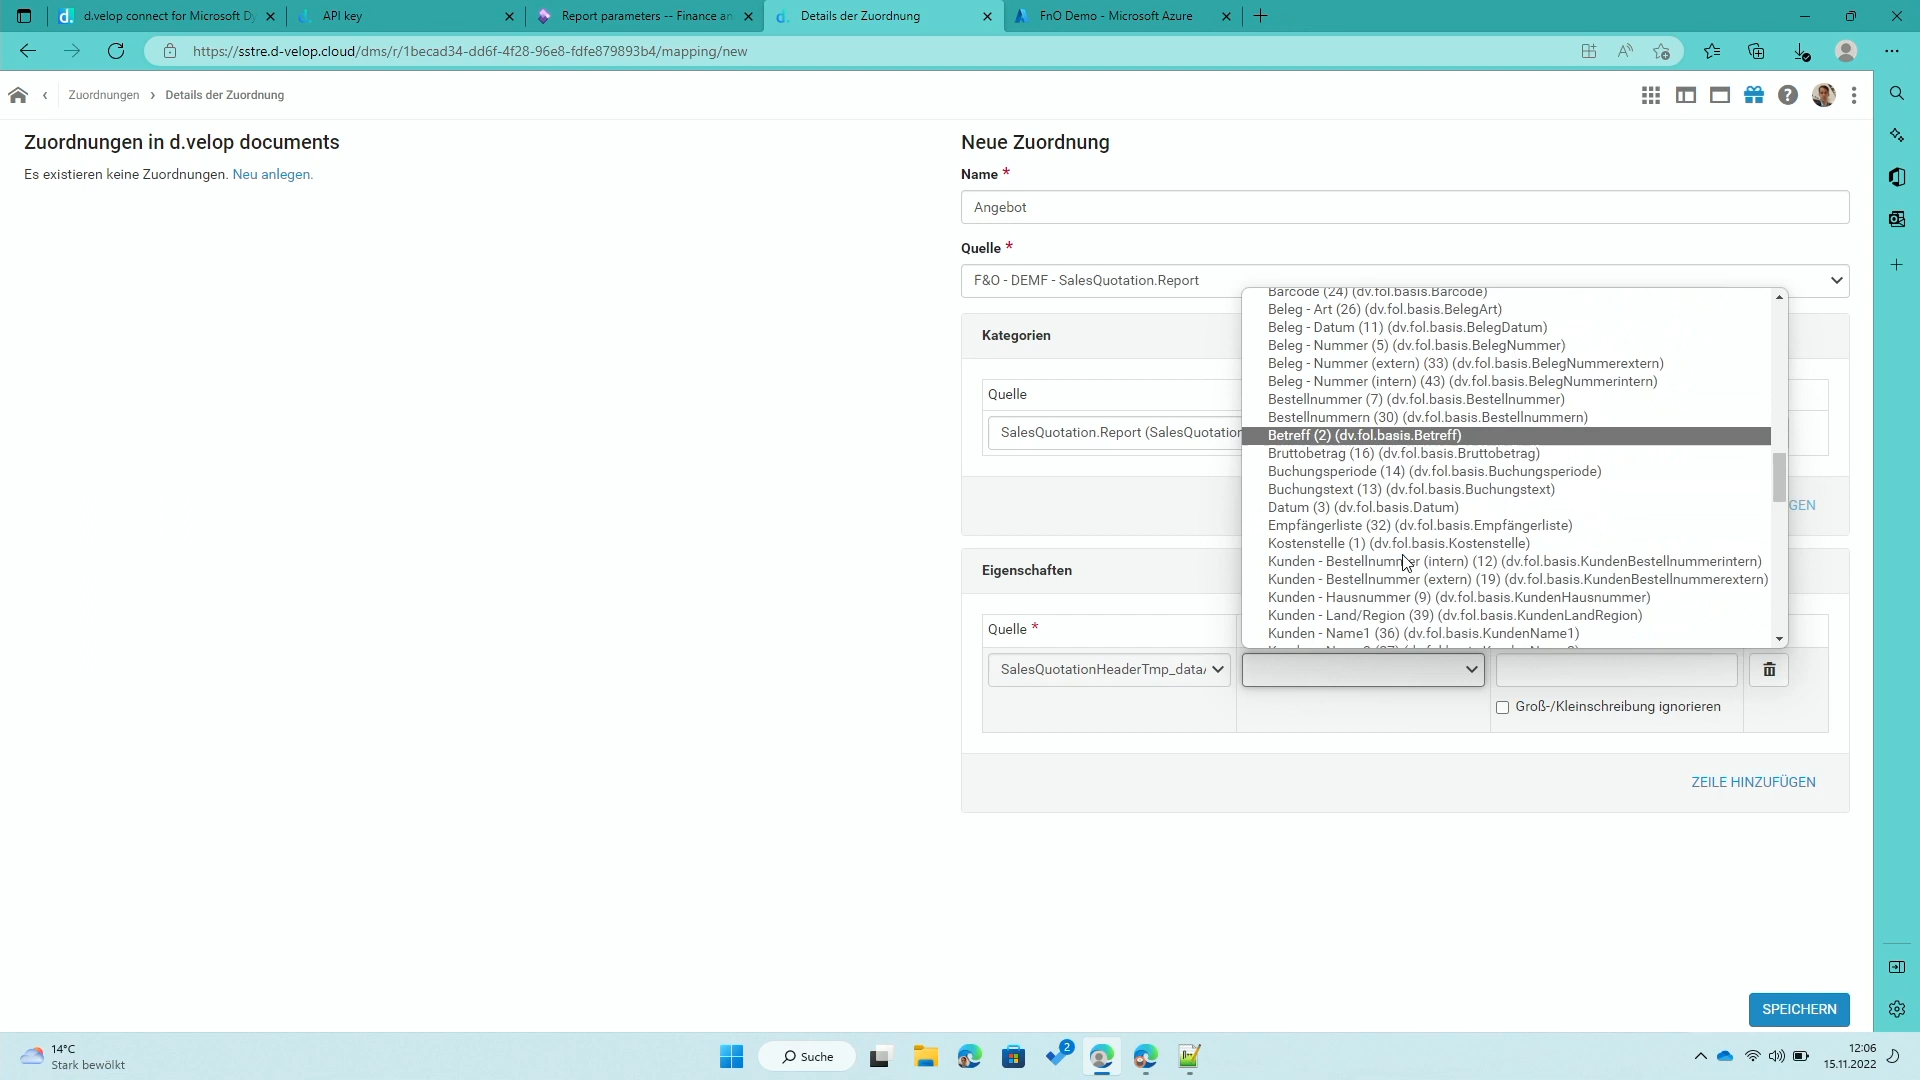 d.velop connect for Microsoft Dy
API key
Report parameters -- Finance an
Details der Zuordnung
FnO Demo - Microsoft Azure
https://sstre.d-velop.cloud/dms/r/1becad34-dd6f-4f28-96e8-fdfe879893b4/mapping/new
Zuordnungen
Details der Zuordnung
Zuordnungen in d.velop documents
Es existieren keine Zuordnungen. Neu anlegen.
Neue Zuordnung
Name *
Angebot
Quelle *
F&O - DEMF - SalesQuotation.Report
Kategorien
Quelle
SalesQuotation.Report (SalesQuotation
GEN
Barcode (24) (dv.fol.basis.Barcode)
Beleg - Art (26) (dv.fol.basis.BelegArt)
Beleg - Datum (11) (dv.fol.basis.BelegDatum)
Beleg - Nummer (5) (dv.fol.basis.BelegNummer)
Beleg - Nummer (extern) (33) (dv.fol.basis.BelegNummerextern)
Beleg - Nummer (intern) (43) (dv.fol.basis.BelegNummerintern)
Bestellnummer (7) (dv.fol.basis.Bestellnummer)
Bestellnummern (30) (dv.fol.basis.Bestellnummern)
Betreff (2) (dv.fol.basis.Betreff)
Bruttobetrag (16) (dv.fol.basis.Bruttobetrag)
Buchungsperiode (14) (dv.fol.basis.Buchungsperiode)
Buchungstext (13) (dv.fol.basis.Buchungstext)
Datum (3) (dv.fol.basis.Datum)
Empfängerliste (32) (dv.fol.basis.Empfängerliste)
Kostenstelle (1) (dv.fol.basis.Kostenstelle)
Kunden - Bestellnummer (intern) (12) (dv.fol.basis.KundenBestellnummerintern)
Kunden - Bestellnummer (extern) (19) (dv.fol.basis.KundenBestellnummerextern)
Kunden - Hausnummer (9) (dv.fol.basis.KundenHausnummer)
Kunden - Land/Region (39) (dv.fol.basis.KundenLandRegion)
Kunden - Name1 (36) (dv.fol.basis.KundenName1)
Eigenschaften
Quelle *
SalesQuotationHeaderTmp_data
Groß-/Kleinschreibung ignorieren
ZEILE HINZUFÜGEN
SPEICHERN
14°C
Stark bewölkt
Suche
2
12:06
15.11.2022